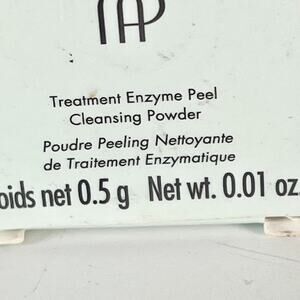 Treatment Enzyme Peel
Cleansing Powder
Poudre Peeling Nettoyante
de Traitement Enzymatique
oids net 0.5 g Net wt. 0.01 oz.